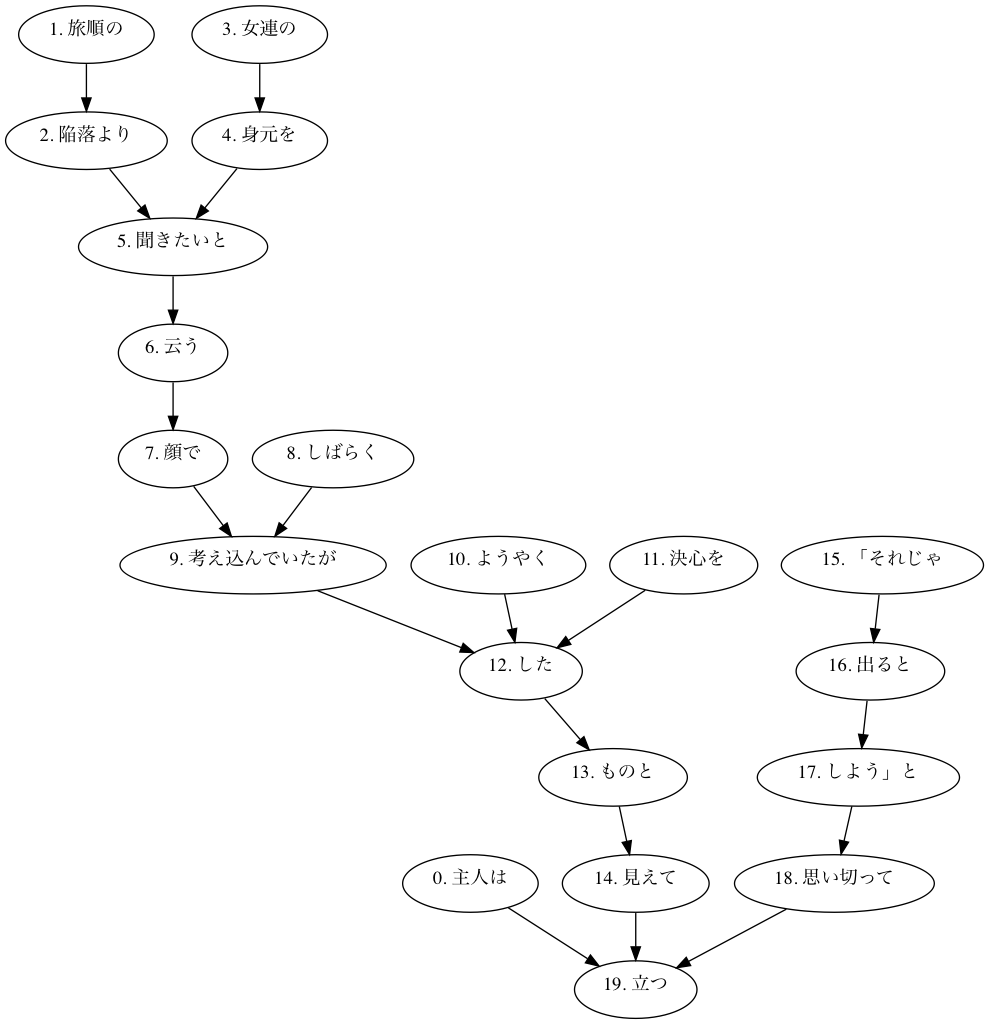 1. 旅順の
3. 女連の
2. 陥落より
4. 身元を
5. 聞きたいと
6. 云う
7. 顔で
8. しばらく
9. 考え込んでいたが
10. ようやく
11. 決心を
15. 「それじゃ
12. した
16. 出ると
13. ものと
17. しよう」と
0. 主人は
14. 見えて
18. 思い切って
19. 立つ